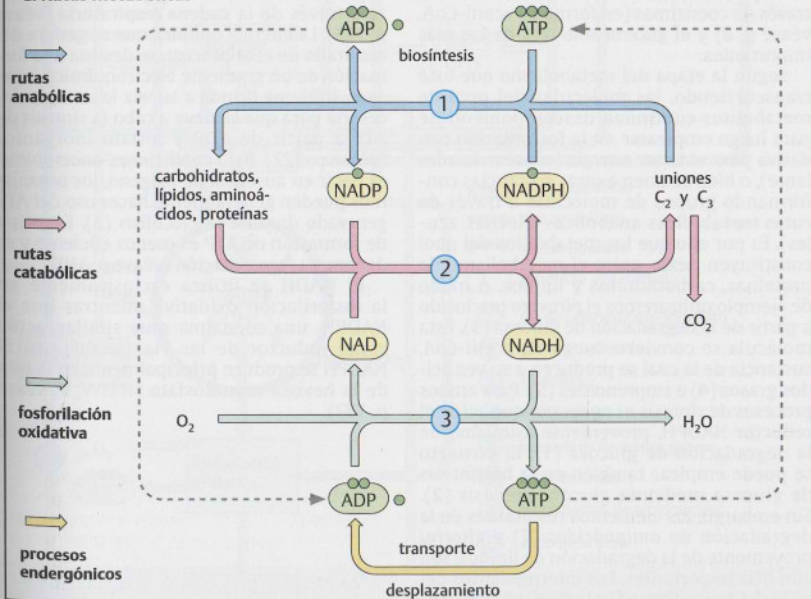 ADP
ATP
biosíntesis
rutas
anabólicas
1
carbohidratos,
lípidos, aminoá-
cidos, proteínas
NADP
NADPH
uniones
C2 y C3
rutas
catabólicas
2
CO2
NAD
NADH
fosforilación
oxidativa
O2
3
H2O
ADP
ATP
procesos
endergónicos
transporte
desplazamiento